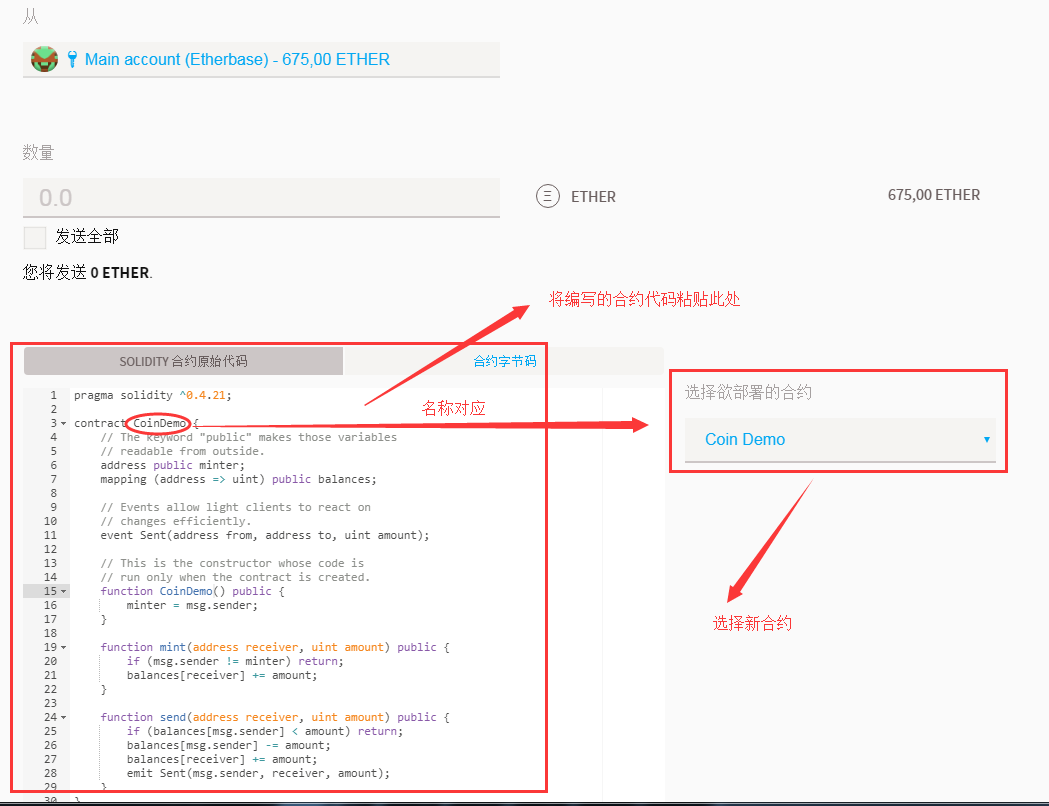 从
Main account (Etherbase) - 675,00 ETHER
数量
0.0
ETHER
675,00 ETHER
发送全部
您将发送 0 ETHER.
将编写的合约代码粘贴此处
SOLIDITY 合约原始代码
合约字节码
选择欲部署的合约
名称对应
Coin Demo
选择新合约
1 pragma solidity ^0.4.21;
2
3 contract CoinDemo {
4 // The keyword "public" makes those variables
5 // readable from outside.
6 address public minter;
7 mapping (address => uint) public balances;
8
9 // Events allow light clients to react on
10 // changes efficiently.
11 event Sent(address from, address to, uint amount);
12
13 // This is the constructor whose code is
14 // run only when the contract is created.
15 function CoinDemo() public {
16 minter = msg.sender;
17 }
18
19 function mint(address receiver, uint amount) public {
20 if (msg.sender != minter) return;
21 balances[receiver] += amount;
22 }
23
24 function send(address receiver, uint amount) public {
25 if (balances[msg.sender] < amount) return;
26 balances[msg.sender] -= amount;
27 balances[receiver] += amount;
28 emit Sent(msg.sender, receiver, amount);
29 }
30 }